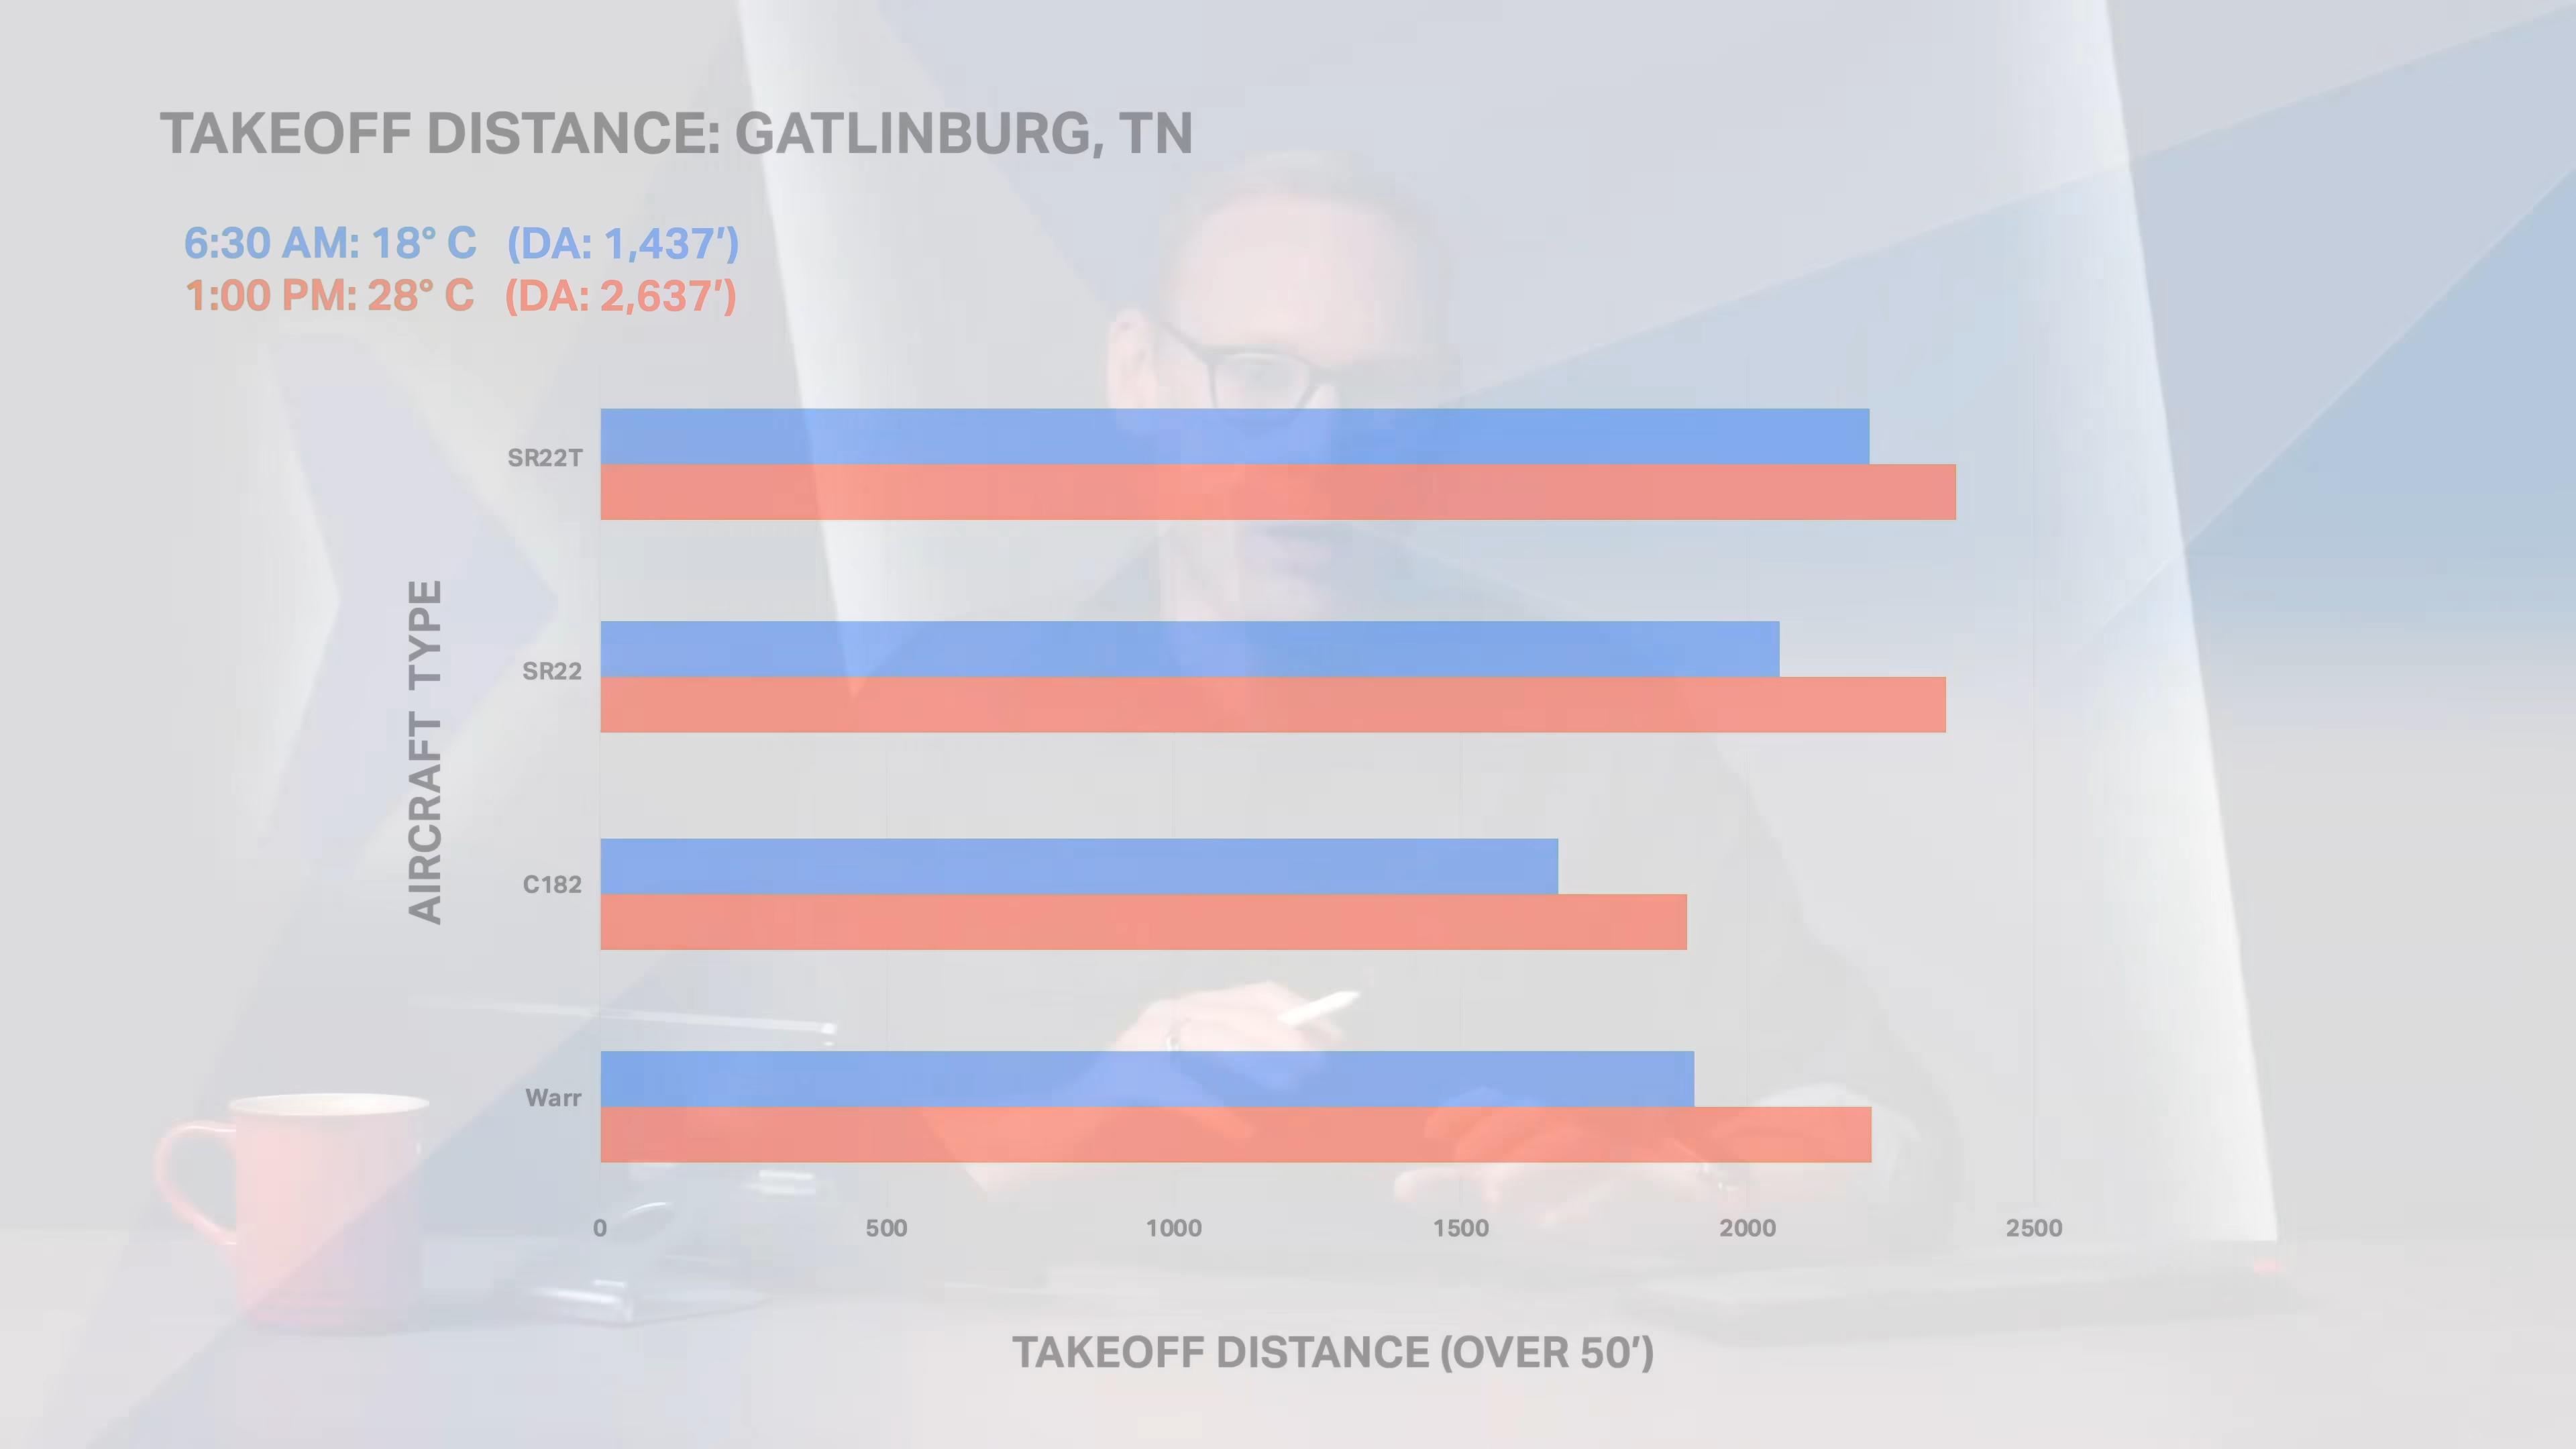 TAKEOFF DISTANCE: GATLINBURG, TN
6:30 AM: 18° C (DA: 1,437′)
1:00 PM: 28° C (DA: 2,637′)
AIRCRAFT TYPE
SR22T
SR22
C182
Warr
0 500 1000 1500 2000 2500
TAKEOFF DISTANCE (OVER 50′)